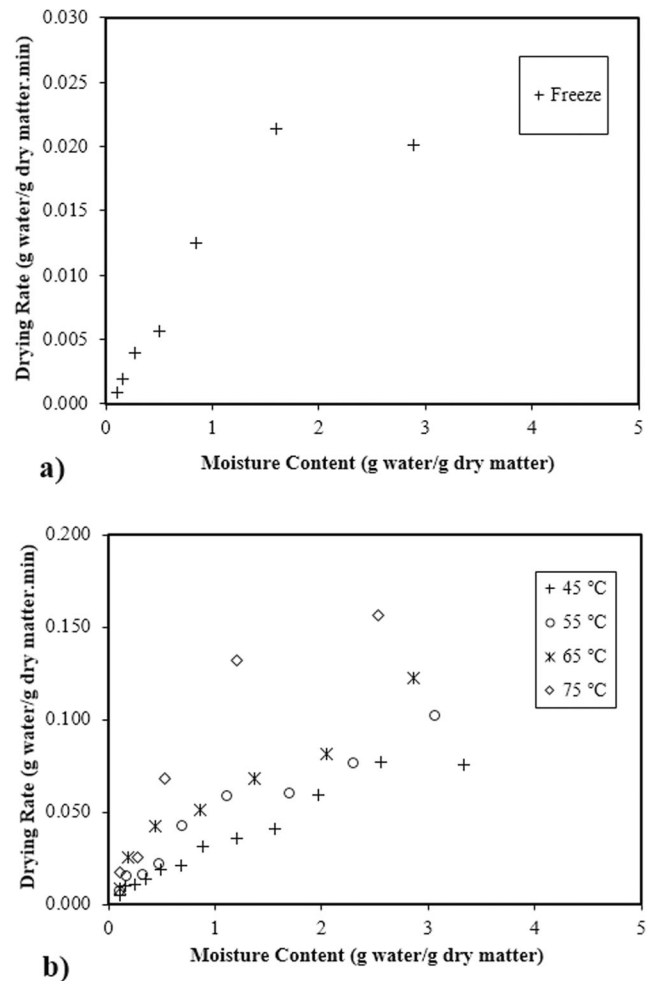 0.030
0.025
0.020
0.015
0.010
0.005
0.000
Drying Rate (g water/g dry matter.min)
+ Freeze
0 1 2 3 4 5
Moisture Content (g water/g dry matter)
a)
0.200
0.150
0.100
0.050
0.000
Drying Rate (g water/g dry matter.min)
+ 45 °C
○ 55 °C
ж 65 °C
◇ 75 °C
0 1 2 3 4 5
Moisture Content (g water/g dry matter)
b)